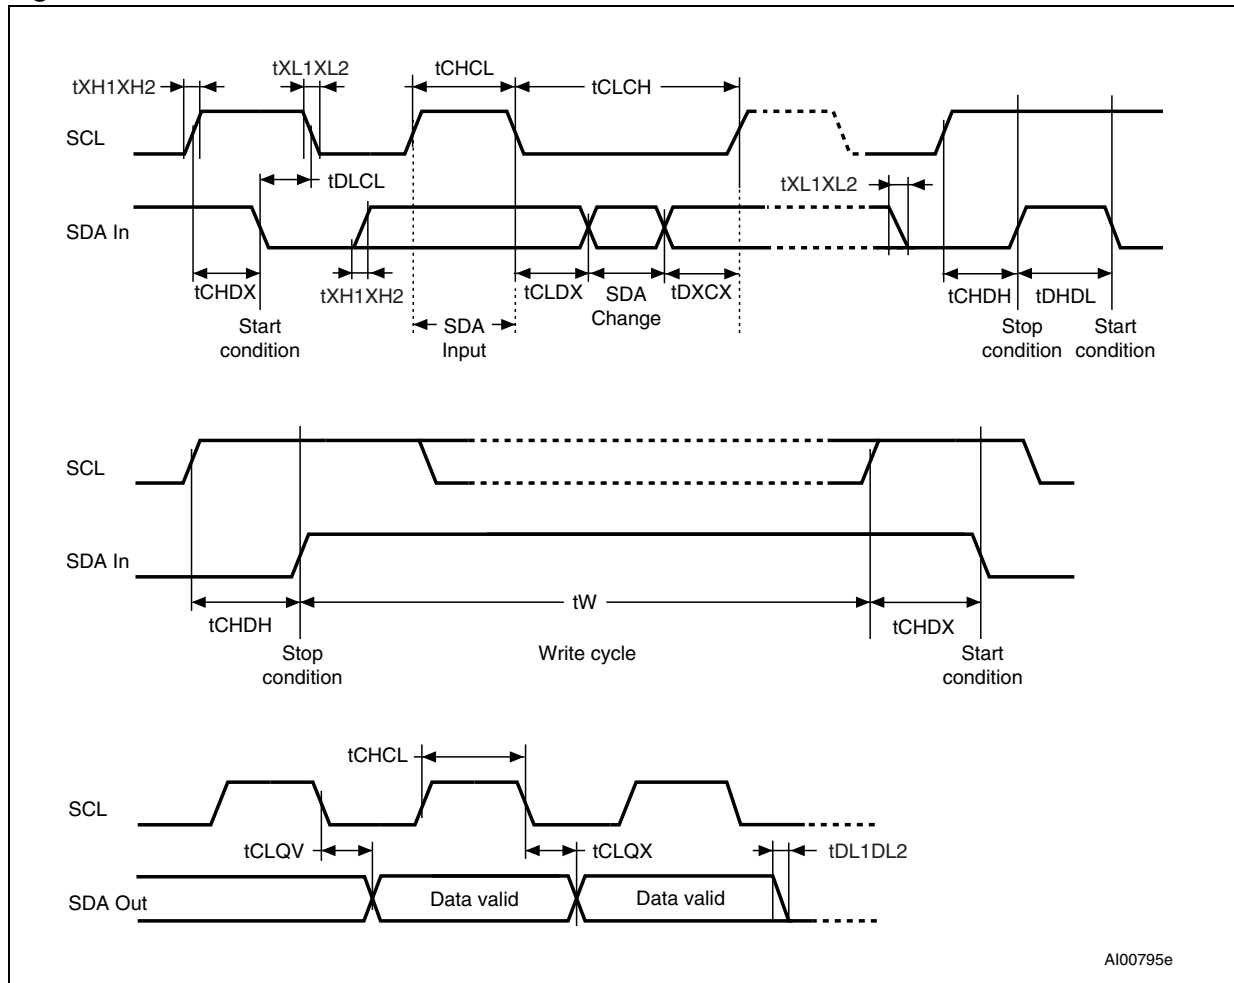 tXH1XH2
tXL1XL2
tCHCL
tCLCH
SCL
tDLCL
tXL1XL2
SDA In
tCHDX
tXH1XH2
tCLDX
SDA
Change
tDXCX
tCHDH
tDHDL
Start
condition
SDA
Input
Stop
condition
Start
condition
SCL
SDA In
tCHDH
tW
tCHDX
Stop
condition
Write cycle
Start
condition
tCHCL
SCL
tCLQV
tCLQX
tDL1DL2
SDA Out
Data valid
Data valid
AI00795e